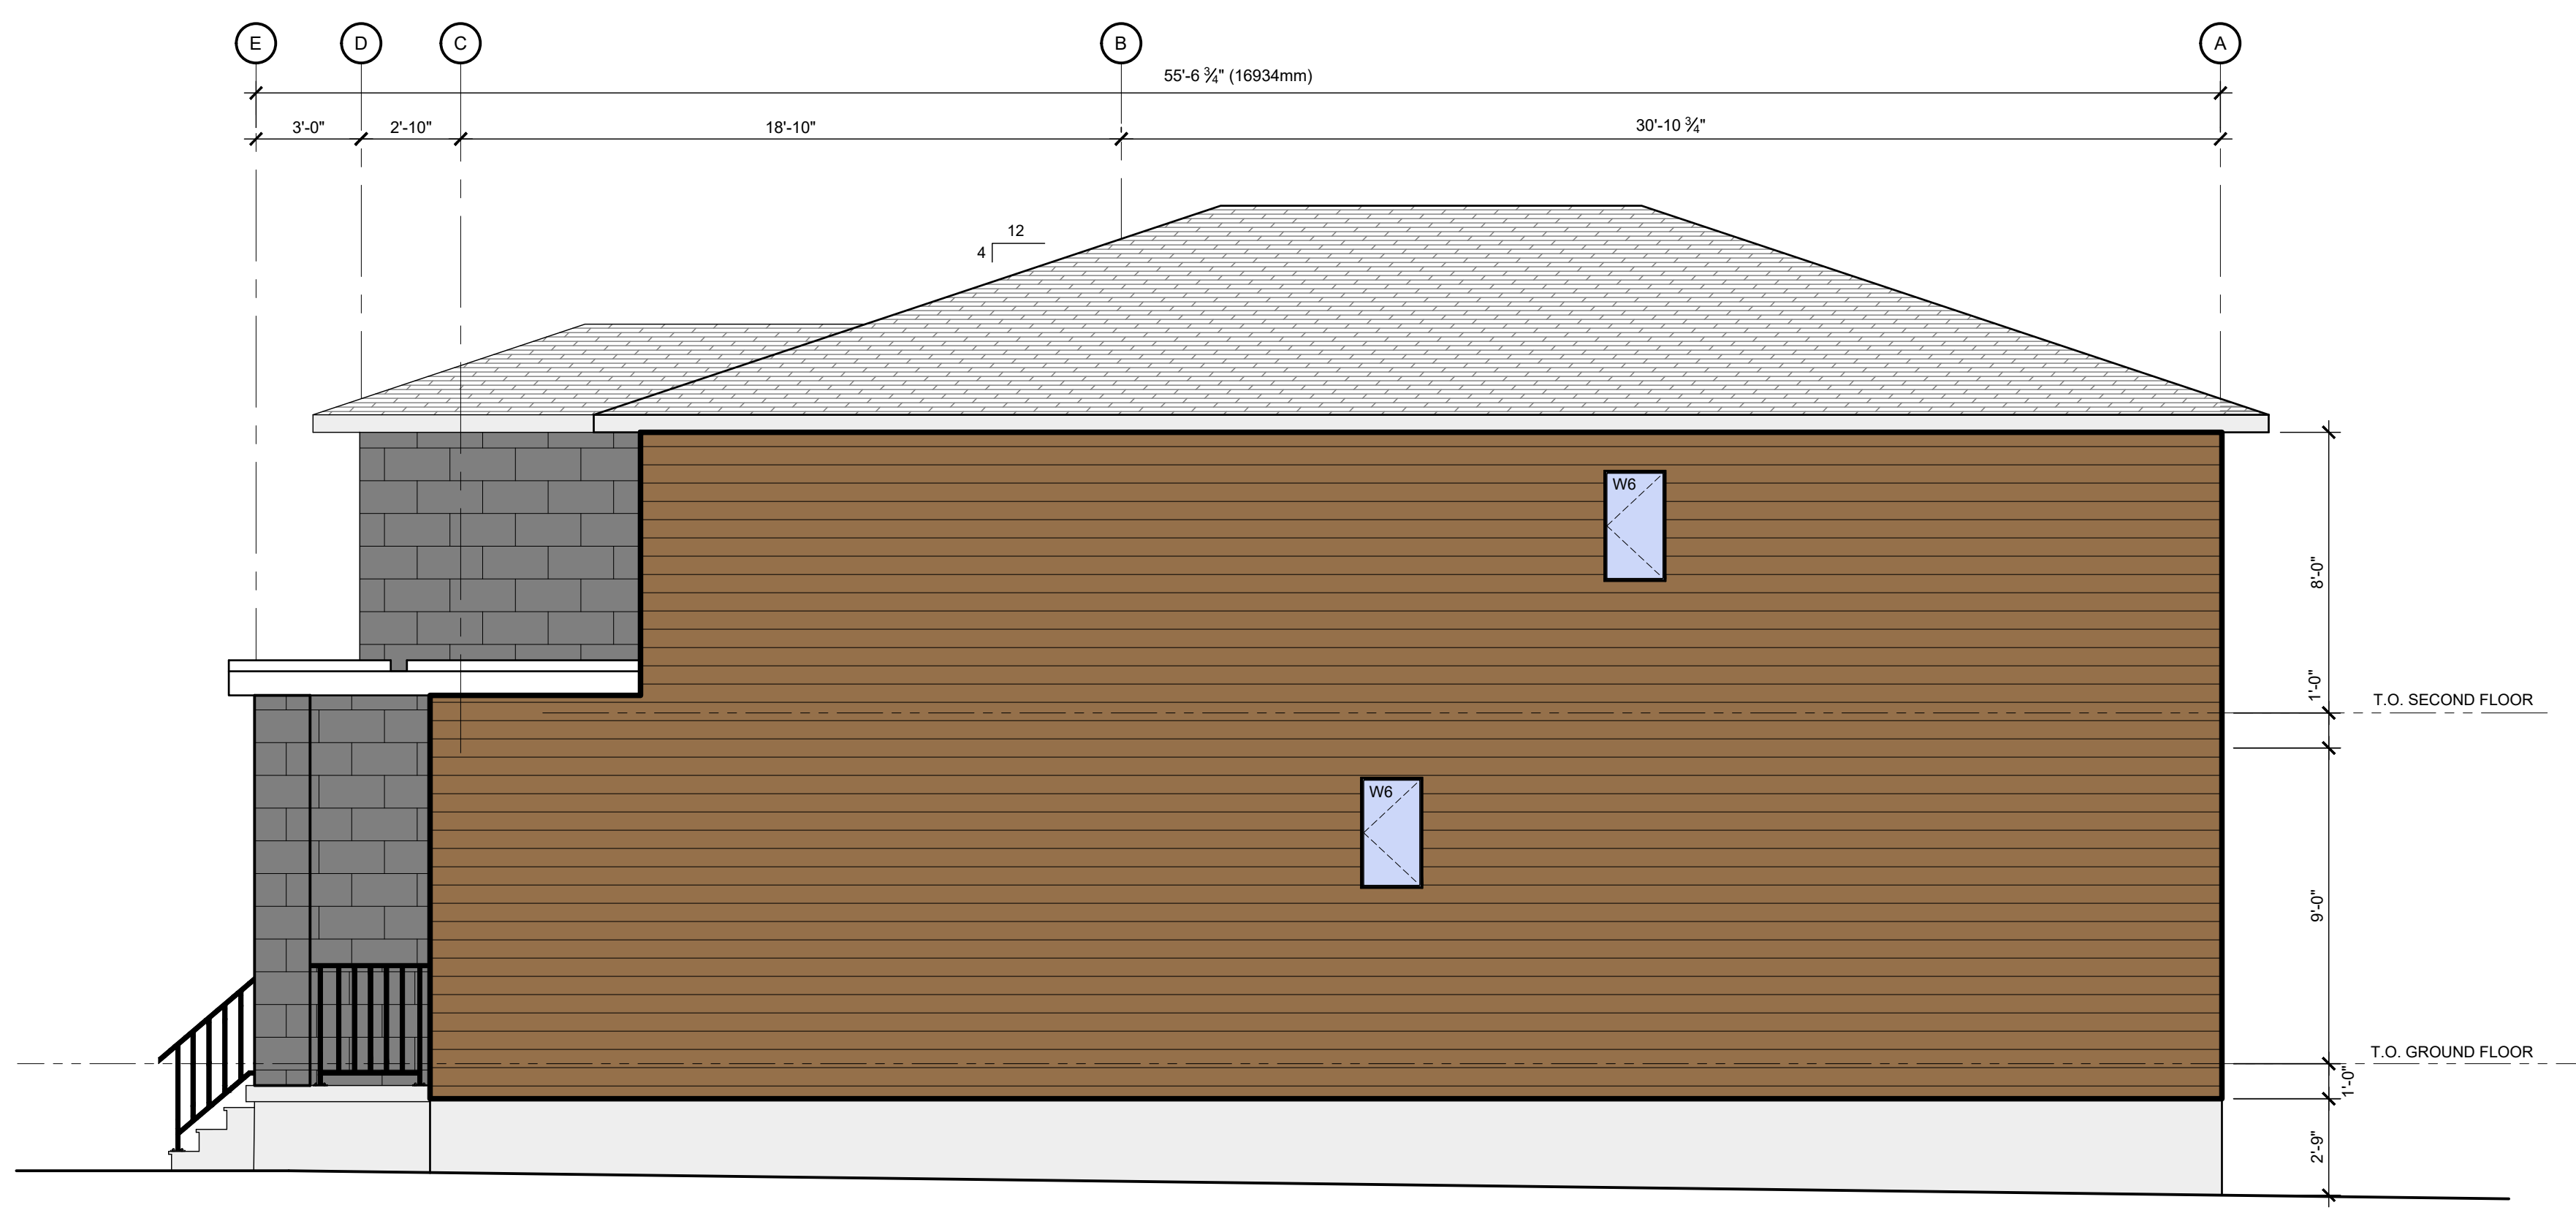 E D C B A
55'-6 ¾" (16934mm)
3'-0" 2'-10" 18'-10" 30'-10 ¾"
12
4
W6
8'-0"
1'-0"
T.O. SECOND FLOOR
W6
9'-0"
T.O. GROUND FLOOR
1'-0"
2'-9"